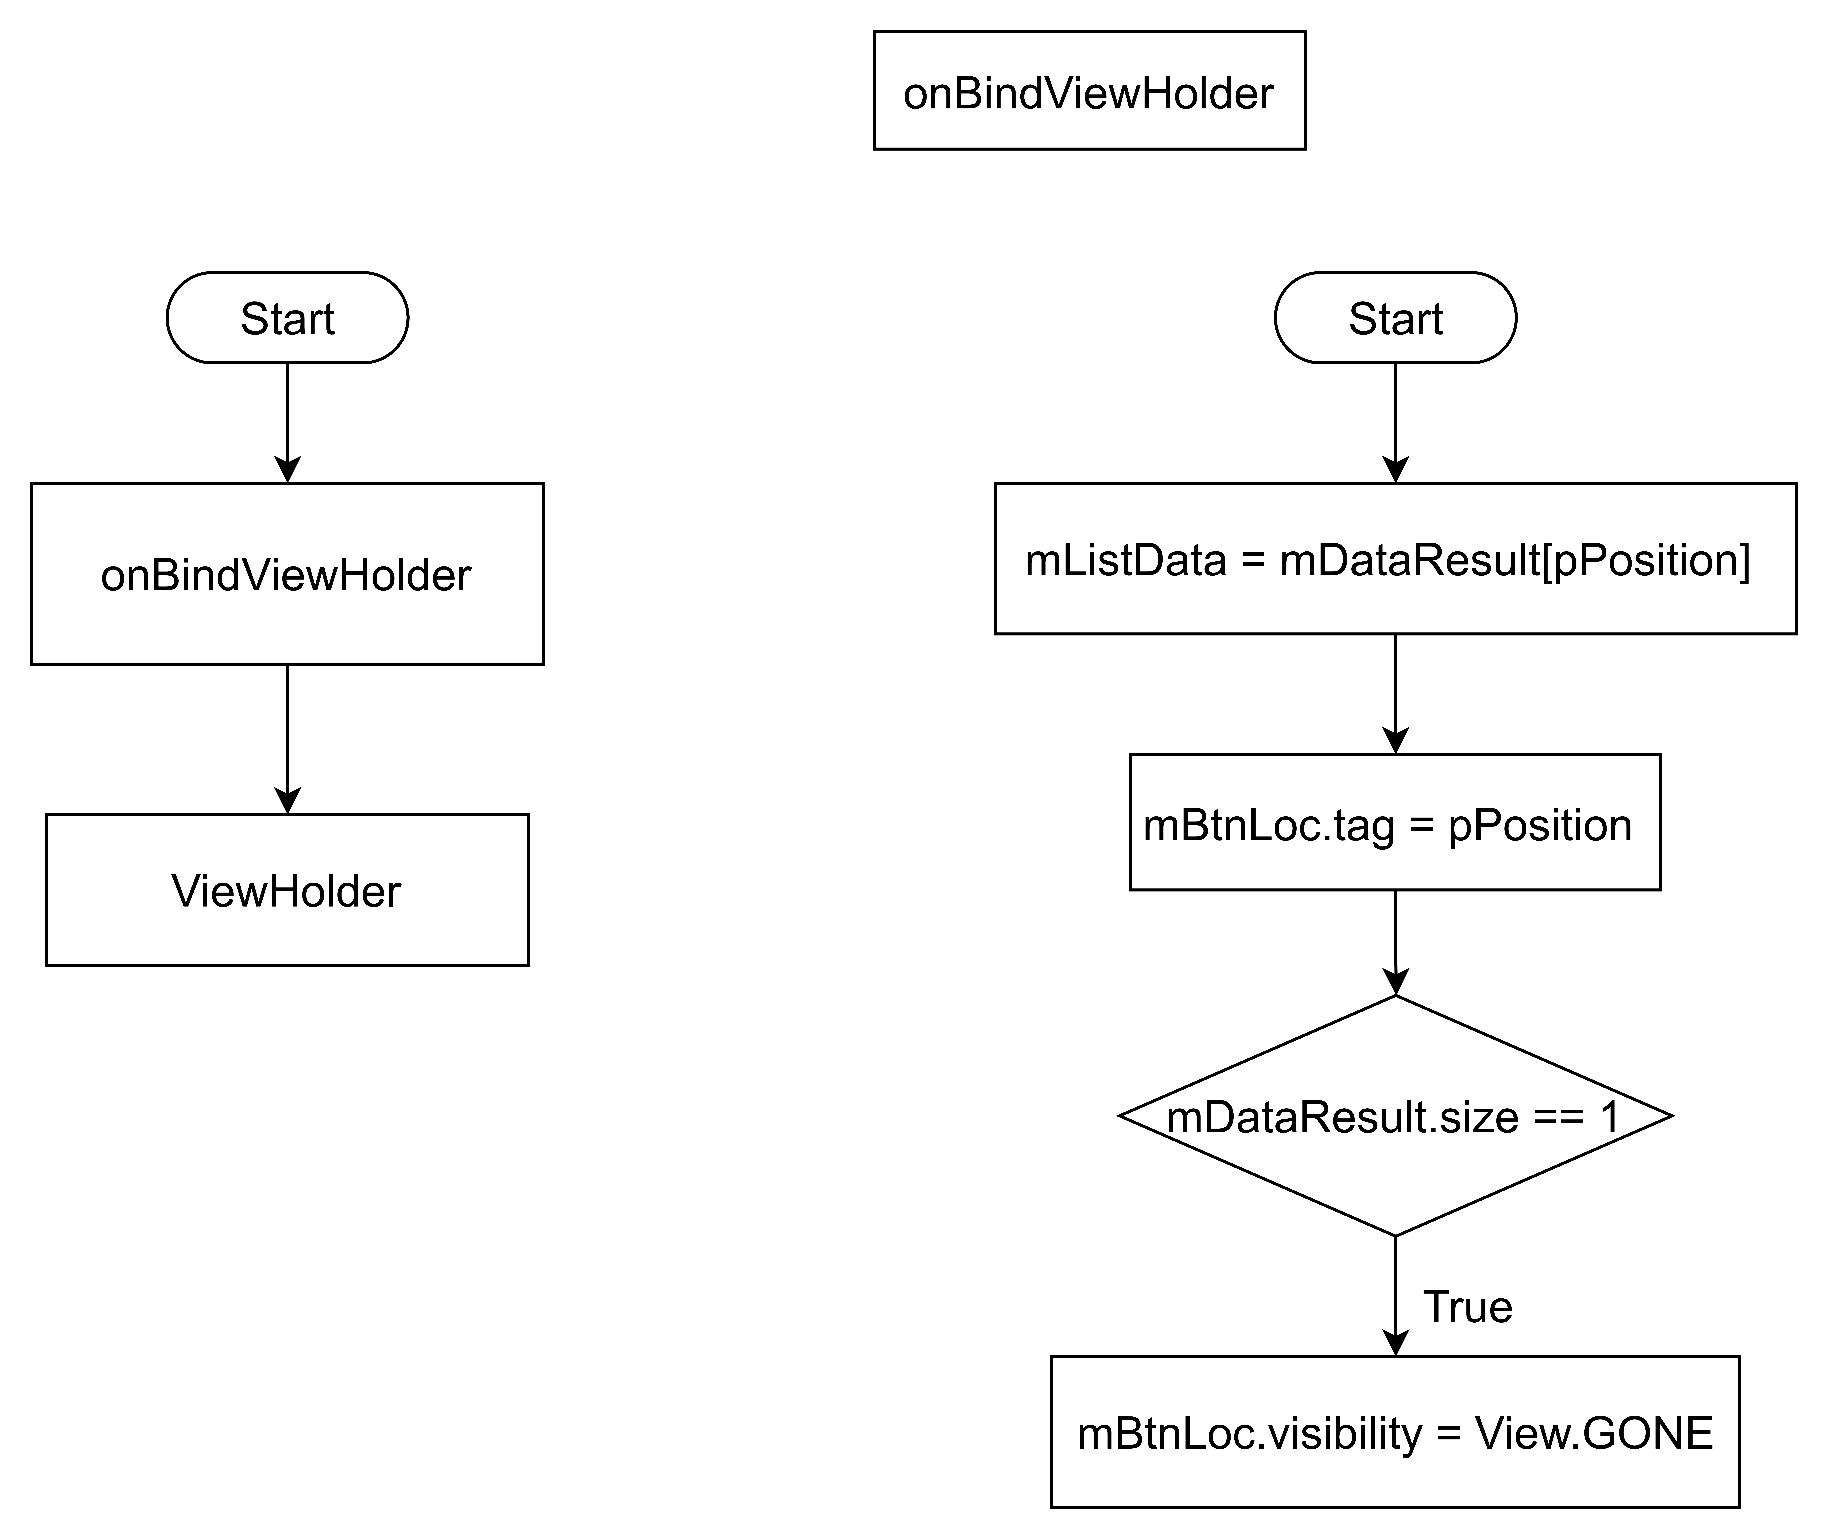 onBindViewHolder
Start
onBindViewHolder
ViewHolder
Start
mListData = mDataResult[pPosition]
mBtnLoc.tag = pPosition
mDataResult.size == 1
True
mBtnLoc.visibility = View.GONE